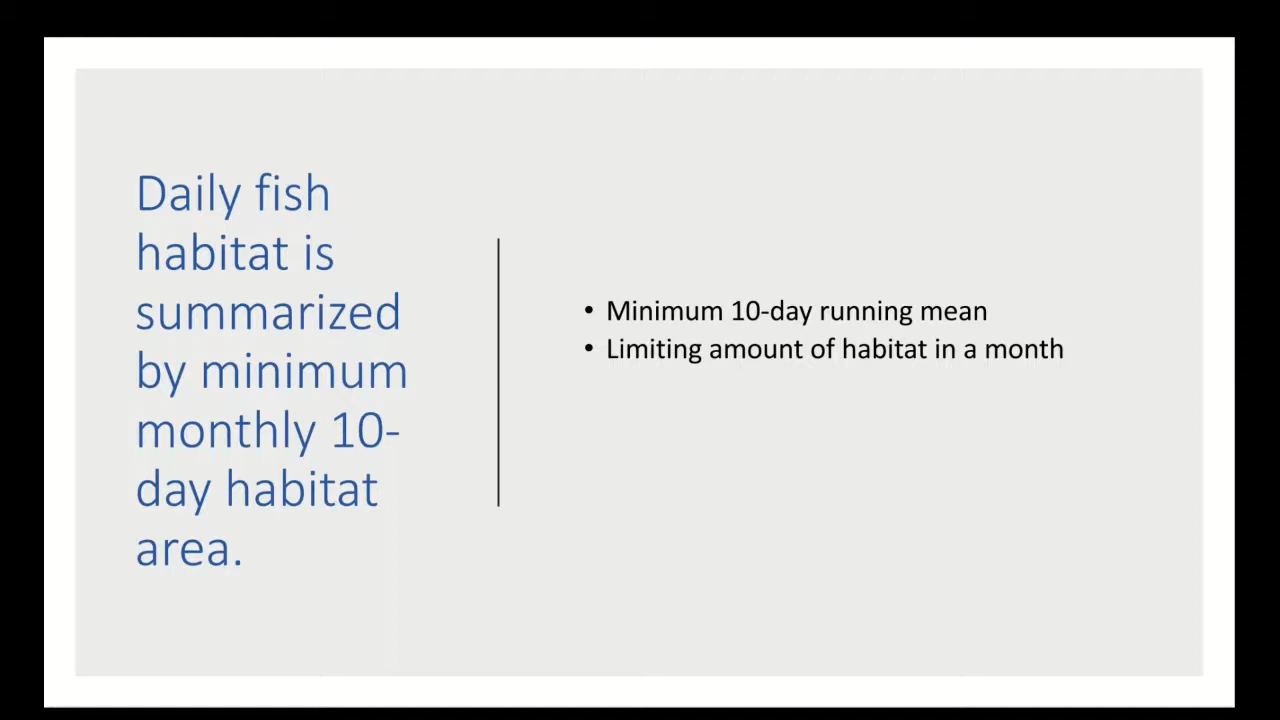 Daily fish
habitat is
summarized
by minimum
monthly 10-
day habitat
area.
• Minimum 10-day running mean
• Limiting amount of habitat in a month